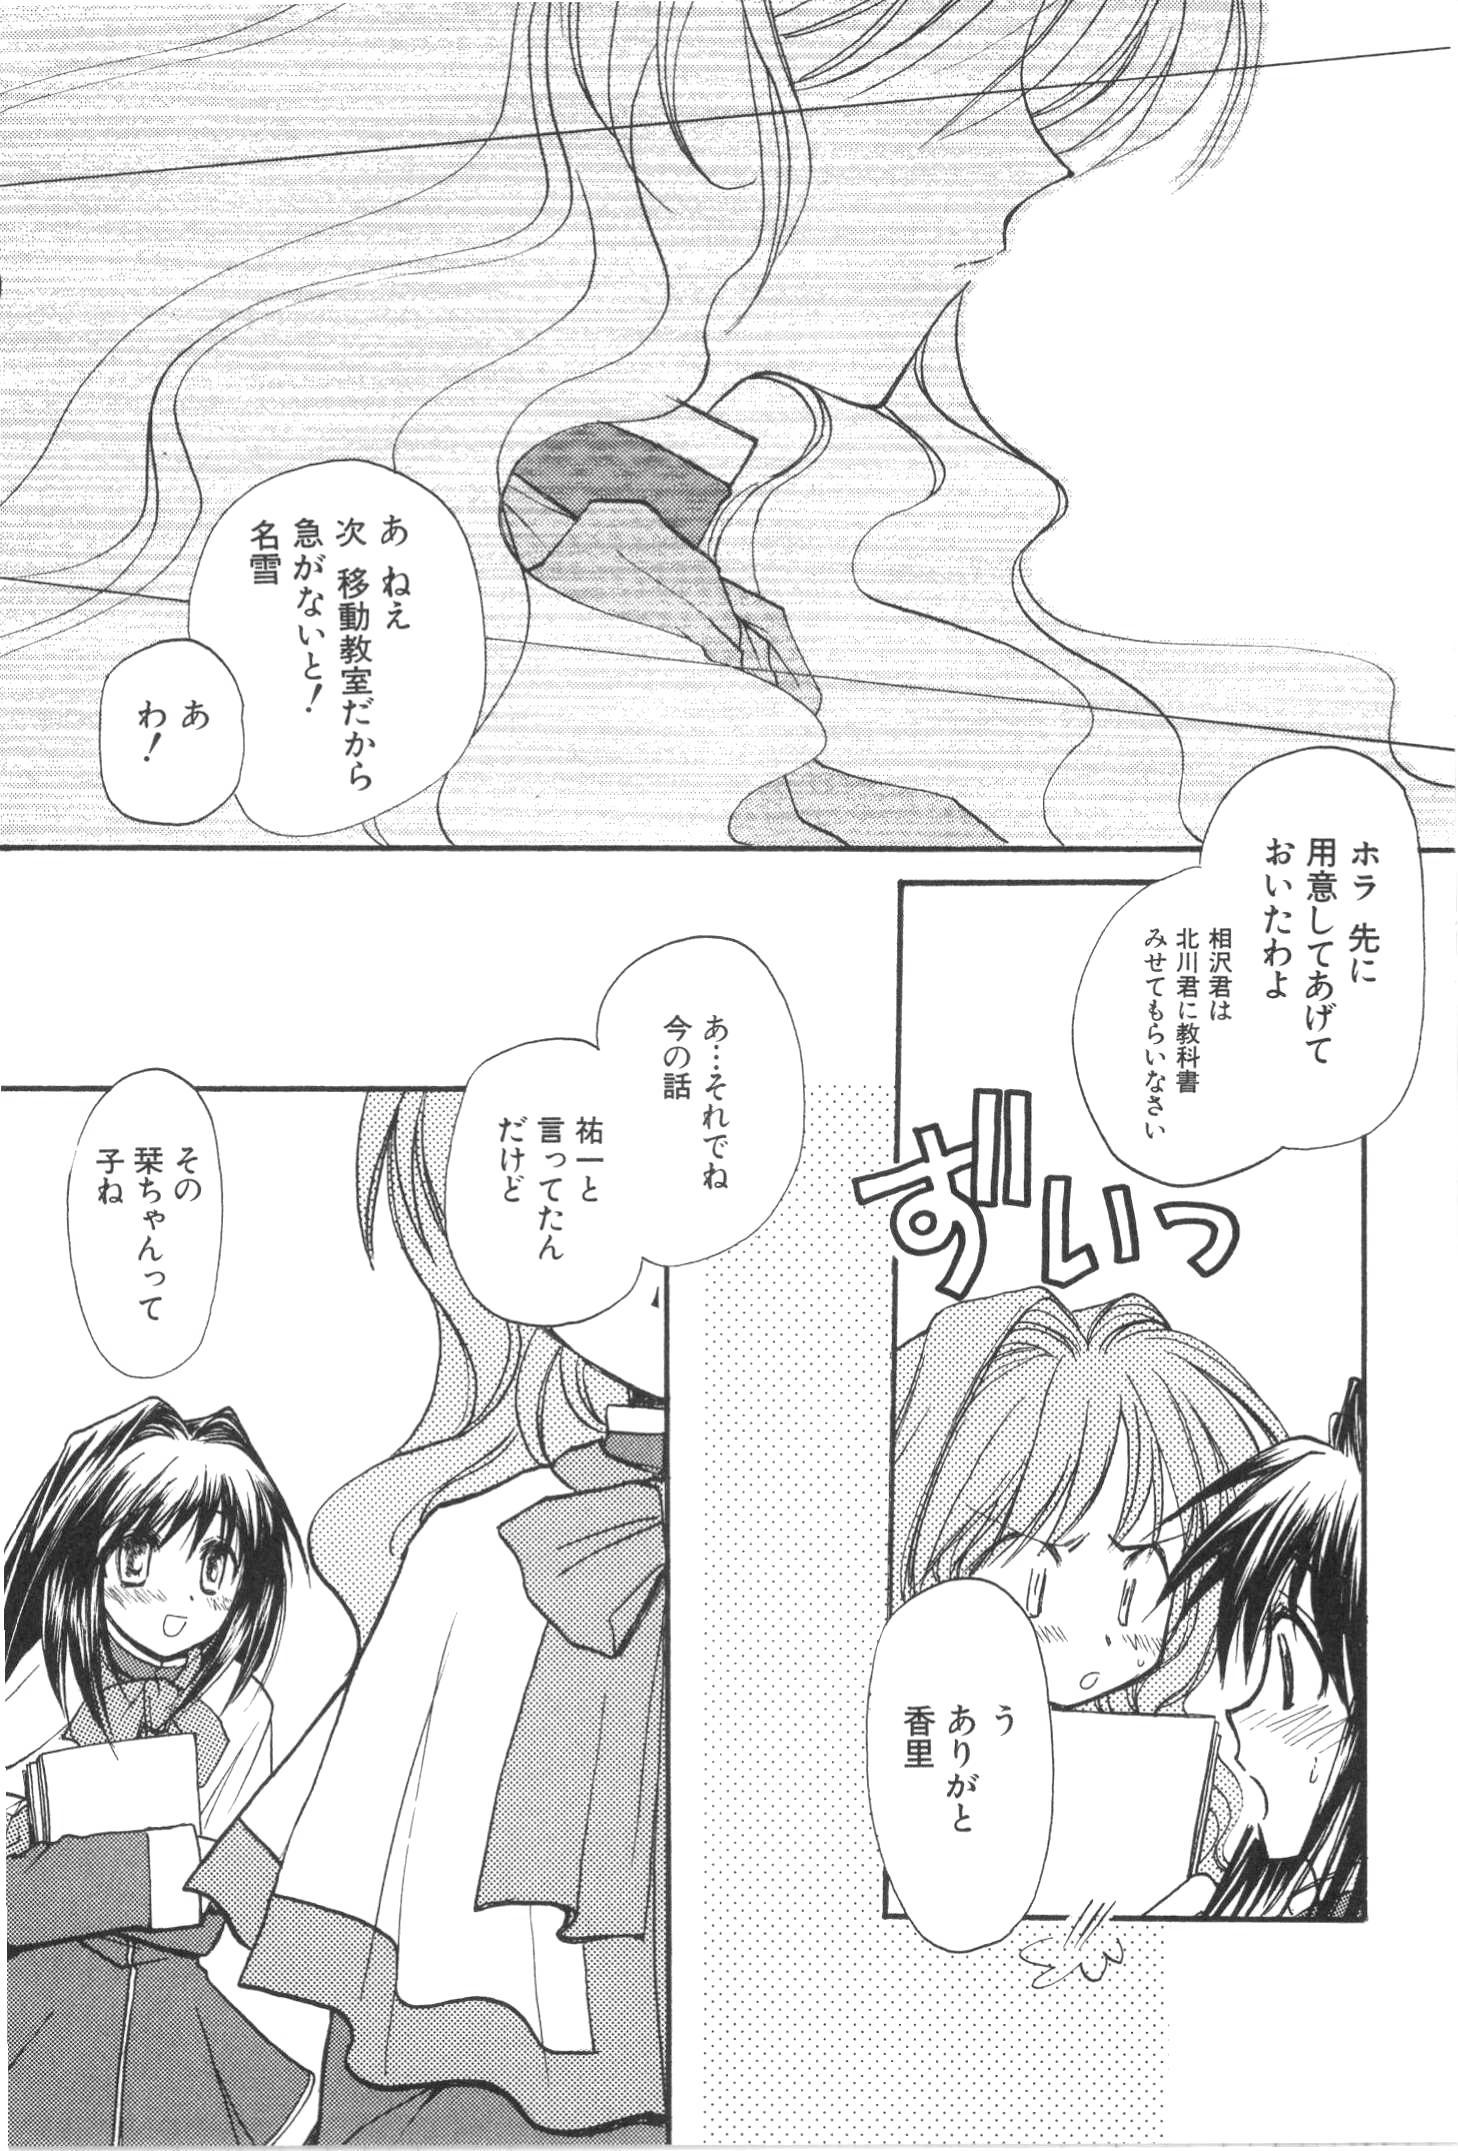 あ ねえ
次 移動教室だから
急がないと！
名雪
あ
わ！
ホラ 先に
用意してあげて
おいたわよ
相沢君は
北川君に教科書
みせてもらいなさい
ずいっ
う
ありがと
香里
あ…それでね
今の話
祐一と
言ってたん
だけど
その
栞ちゃんって
子ね